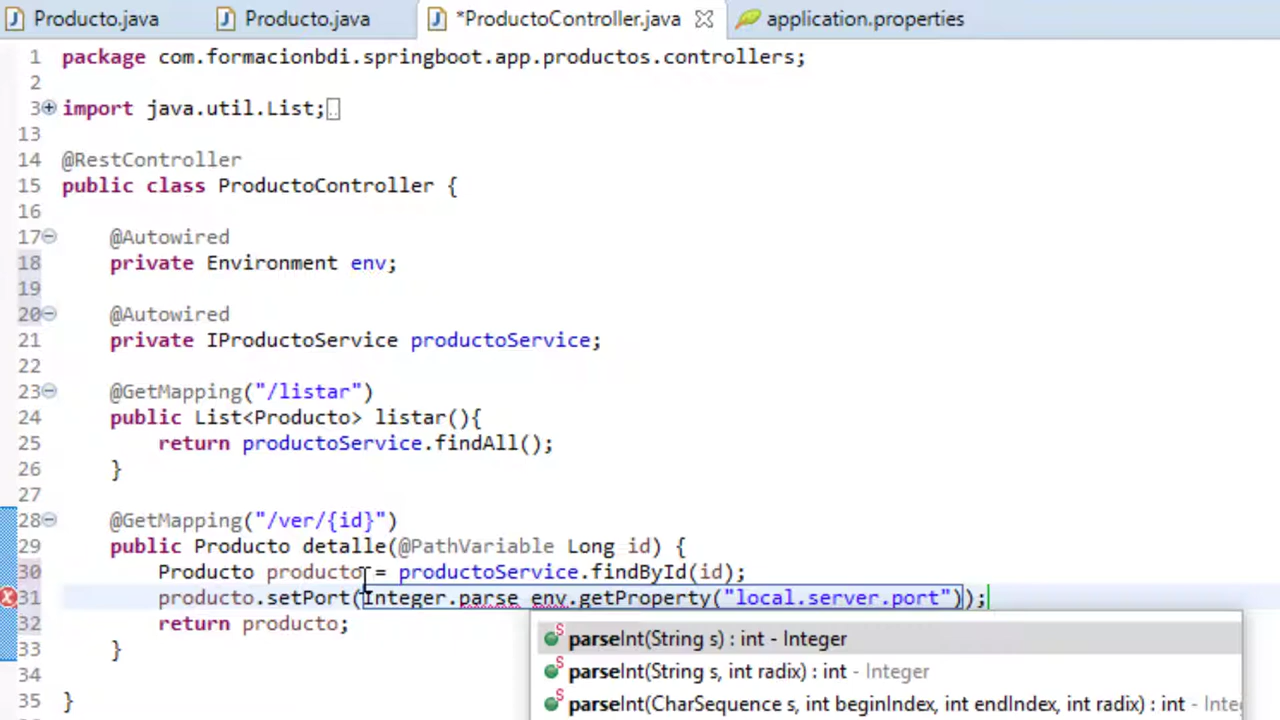 Producto.java Producto.java *ProductoController.java application.properties
1 package com.formacionbdi.springboot.app.productos.controllers;
2
3 import java.util.List;
13
14 @RestController
15 public class ProductoController {
16
17 @Autowired
18 private Environment env;
19
20 @Autowired
21 private IProductoService productoService;
22
23 @GetMapping("/listar")
24 public List<Producto> listar(){
25 return productoService.findAll();
26 }
27
28 @GetMapping("/ver/{id}")
29 public Producto detalle(@PathVariable Long id) {
30 Producto producto = productoService.findById(id);
31 producto.setPort(Integer.parse env.getProperty("local.server.port"));
32 return producto;
33 }
34
35 }
parseInt(String s) : int - Integer
parseInt(String s, int radix) : int - Integer
parseInt(CharSequence s, int beginIndex, int endIndex, int radix) : int - Inte